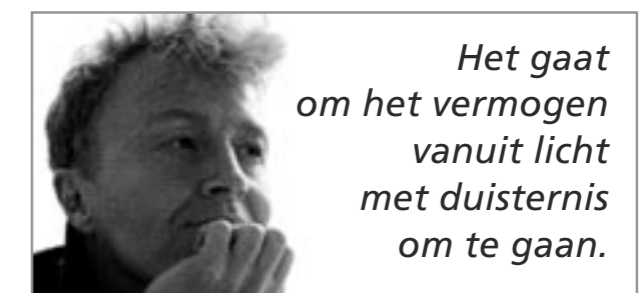 Het gaat
om het vermogen
vanuit licht
met duisternis
om te gaan.